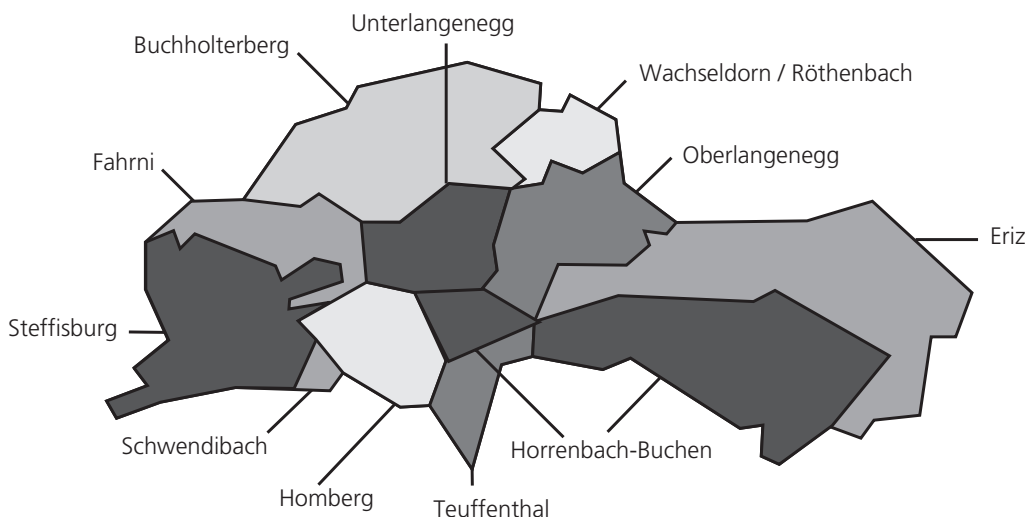 Unterlangenegg
Buchholterberg
Wachseldorn / Röthenbach
Fahrni
Oberlangenegg
Eriz
Steffisburg
Schwendibach
Horrenbach-Buchen
Homberg
Teuffenthal